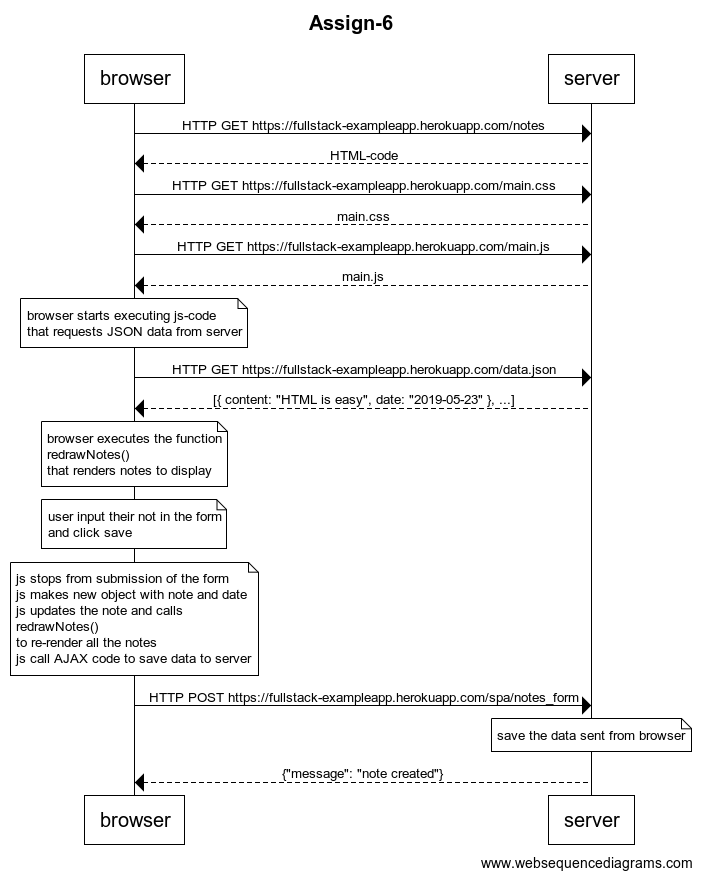 Assign-6
browser
server
HTTP GET https://fullstack-exampleapp.herokuapp.com/notes
HTML-code
HTTP GET https://fullstack-exampleapp.herokuapp.com/main.css
main.css
HTTP GET https://fullstack-exampleapp.herokuapp.com/main.js
main.js
browser starts executing js-code
that requests JSON data from server
HTTP GET https://fullstack-exampleapp.herokuapp.com/data.json
[{ content: "HTML is easy", date: "2019-05-23" }, ...]
browser executes the function
redrawNotes()
that renders notes to display
user input their not in the form
and click save
js stops from submission of the form
js makes new object with note and date
js updates the note and calls
redrawNotes()
to re-render all the notes
js call AJAX code to save data to server
HTTP POST https://fullstack-exampleapp.herokuapp.com/spa/notes_form
save the data sent from browser
{"message": "note created"}
browser
server
www.websequencediagrams.com